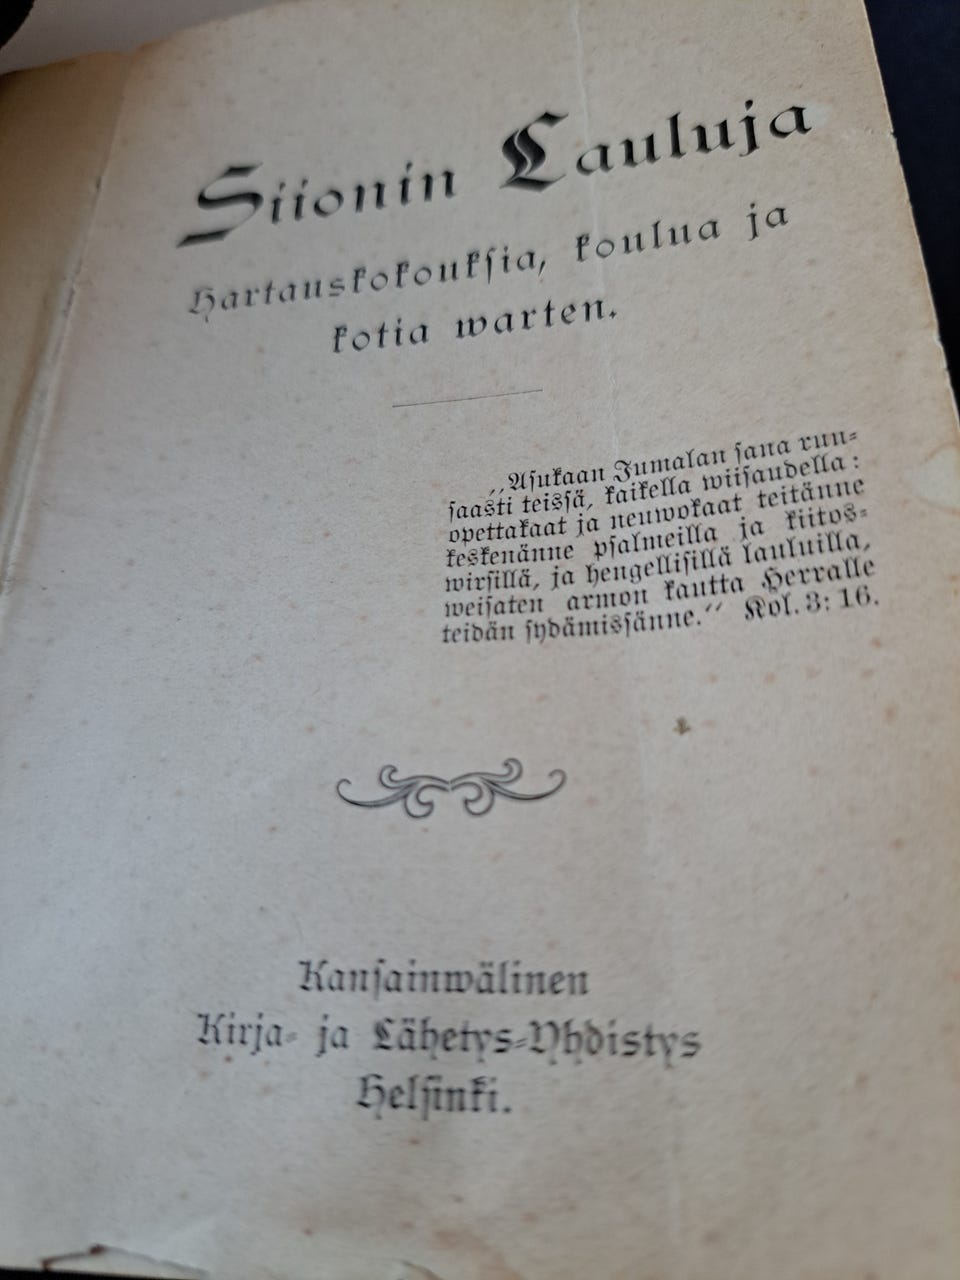 Siionin Lauluja
Hartauskokouksia, koulua ja
kotia warten.
„Asukaan Jumalan sana run-
saasti teissä, kaikella wiisaudella:
opettakaat ja neuwokaat teitänne
keskenänne psalmeilla ja kiitos-
wirsillä, ja hengellisillä lauluilla,
weisaten armon kautta Herralle
teidän sydämissänne.“ Kol. 3: 16.
Kansainwälinen
Kirja- ja Lähetys-Yhdistys
Helsinki.